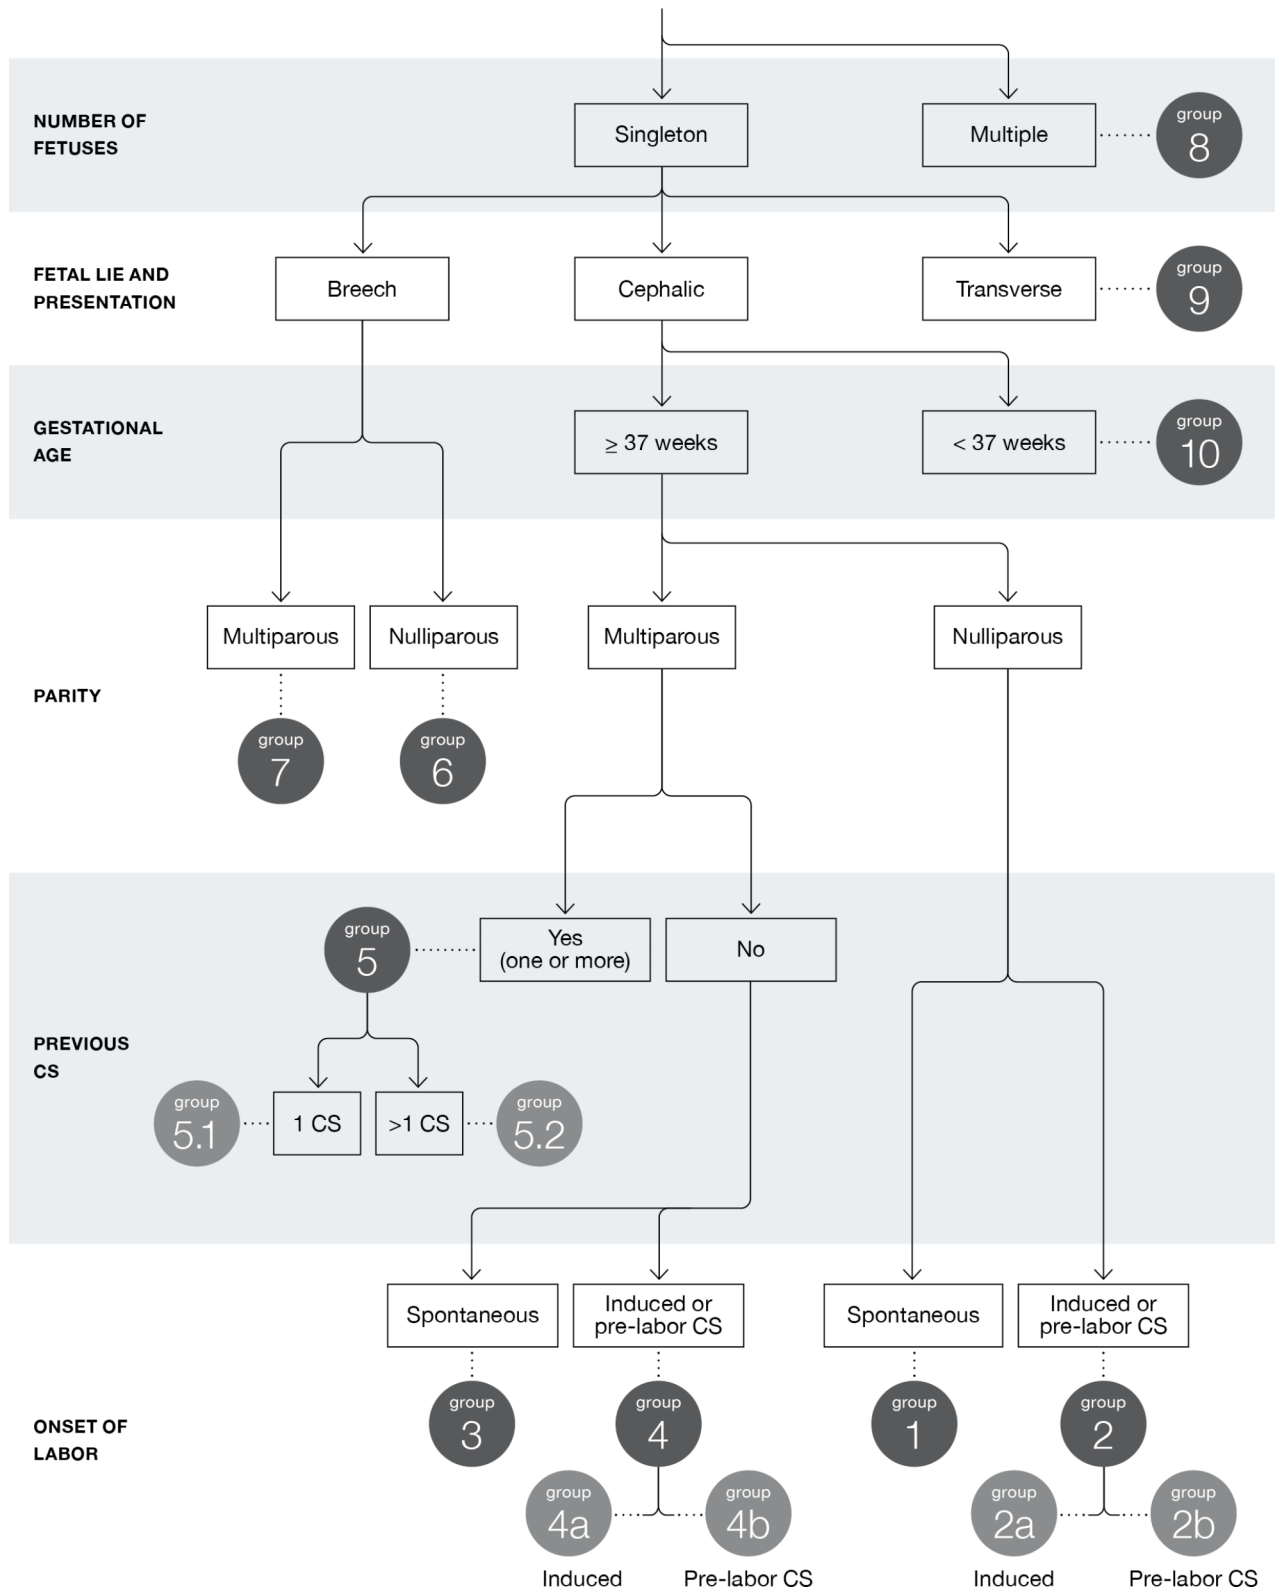 NUMBER OF
FETUSES
Singleton
Multiple
group
8
FETAL LIE AND
PRESENTATION
Breech
Cephalic
Transverse
group
9
GESTATIONAL
AGE
≥ 37 weeks
< 37 weeks
group
10
PARITY
Multiparous
Nulliparous
Multiparous
Nulliparous
group
7
group
6
PREVIOUS
CS
group
5
Yes
(one or more)
No
group
5.1
1 CS
>1 CS
group
5.2
ONSET OF
LABOR
Spontaneous
Induced or
pre-labor CS
Spontaneous
Induced or
pre-labor CS
group
3
group
4
group
1
group
2
group
4a
group
4b
group
2a
group
2b
Induced
Pre-labor CS
Induced
Pre-labor CS